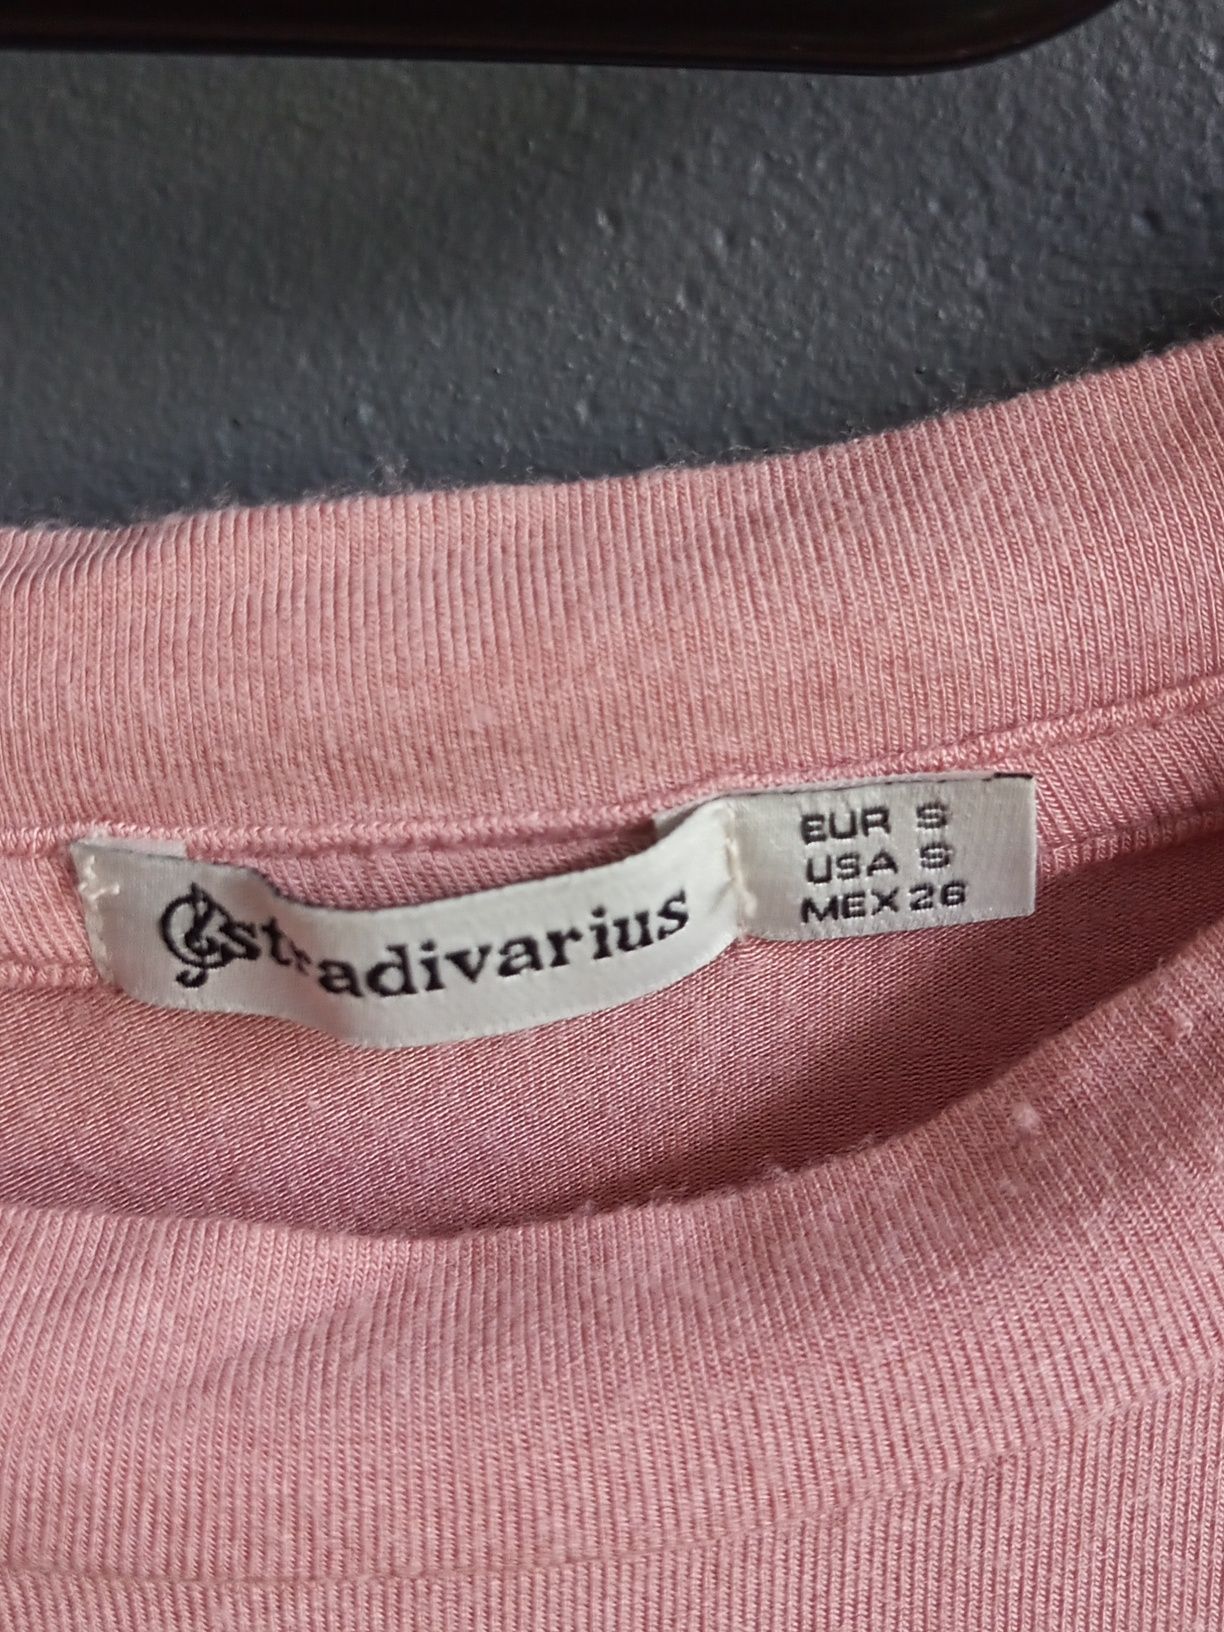 stradivarius
EUR S
USA S
MEX 26